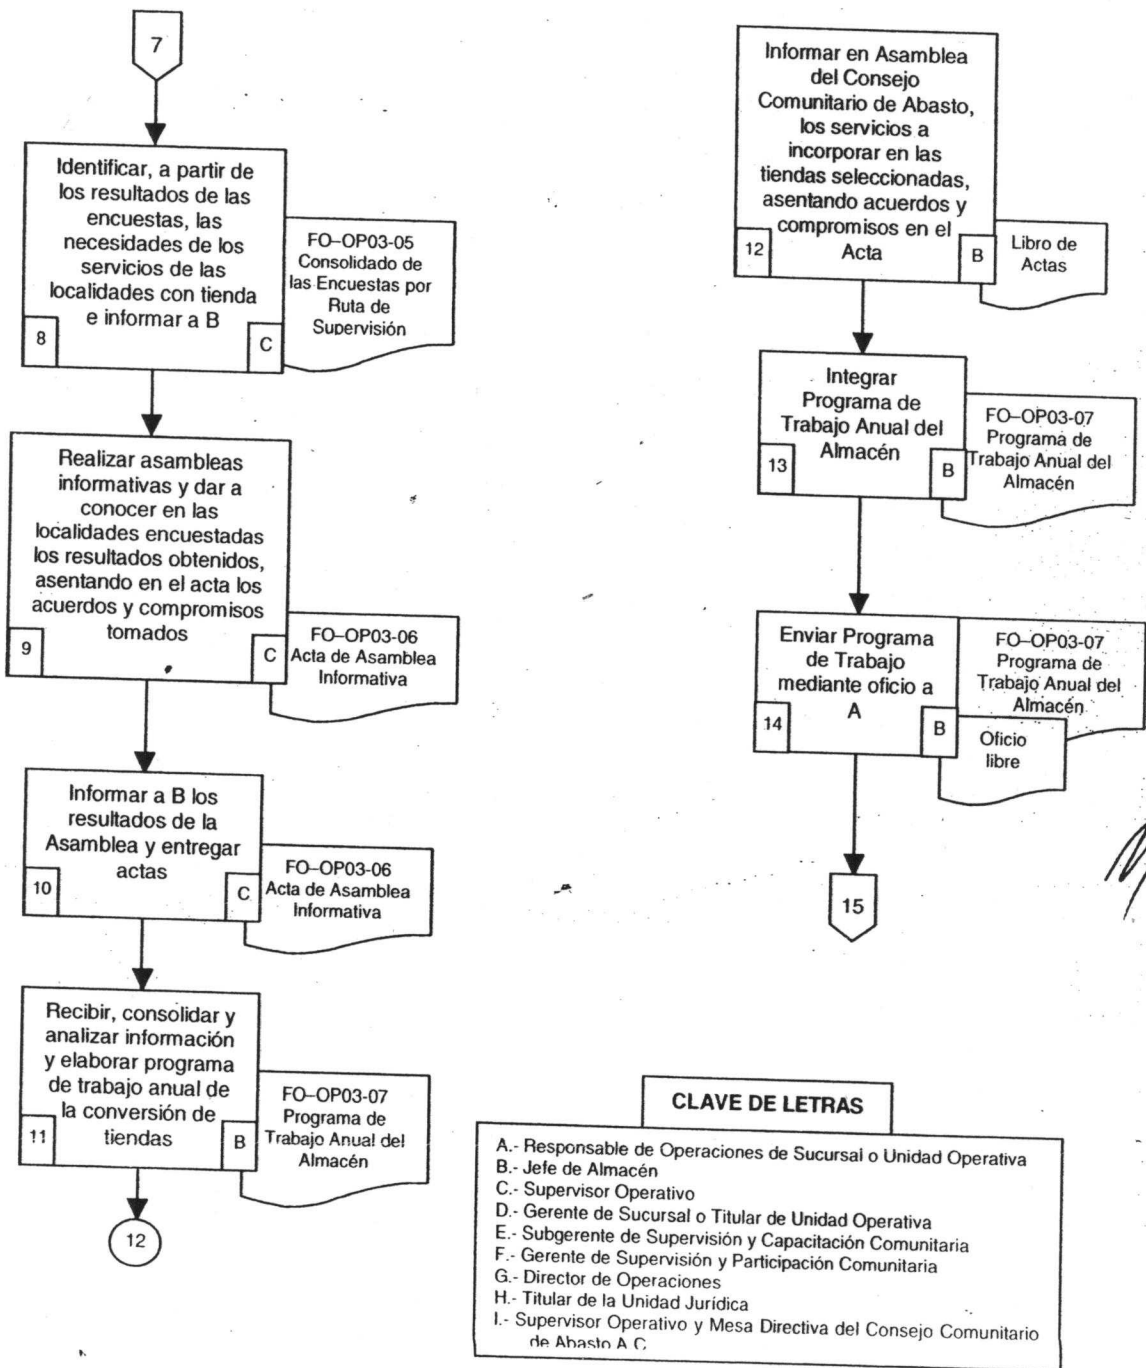 7
Identificar, a partir de
los resultados de las
encuestas, las
necesidades de los
servicios de las
localidades con tienda
e informar a B
8
C
FO–OP03-05
Consolidado de
las Encuestas por
Ruta de
Supervisión
Realizar asambleas
informativas y dar a
conocer en las
localidades encuestadas
los resultados obtenidos,
asentando en el acta los
acuerdos y compromisos
tomados
9
C
FO–OP03-06
Acta de Asamblea
Informativa
Informar a B los
resultados de la
Asamblea y entregar
actas
10
C
FO–OP03-06
Acta de Asamblea
Informativa
Recibir, consolidar y
analizar información
y elaborar programa
de trabajo anual de
la conversión de
tiendas
11
B
FO–OP03-07
Programa de
Trabajo Anual del
Almacén
12
Informar en Asamblea
del Consejo
Comunitario de Abasto,
los servicios a
incorporar en las
tiendas seleccionadas,
asentando acuerdos y
compromisos en el
Acta
12
B
Libro de
Actas
Integrar
Programa de
Trabajo Anual del
Almacén
13
B
FO–OP03-07
Programa de
Trabajo Anual del
Almacén
Enviar Programa
de Trabajo
mediante oficio a
A
14
B
FO–OP03-07
Programa de
Trabajo Anual del
Almacén
Oficio
libre
15
CLAVE DE LETRAS
A.- Responsable de Operaciones de Sucursal o Unidad Operativa
B.- Jefe de Almacén
C.- Supervisor Operativo
D.- Gerente de Sucursal o Titular de Unidad Operativa
E.- Subgerente de Supervisión y Capacitación Comunitaria
F.- Gerente de Supervisión y Participación Comunitaria
G.- Director de Operaciones
H.- Titular de la Unidad Jurídica
I.- Supervisor Operativo y Mesa Directiva del Consejo Comunitario
de Abasto A.C.